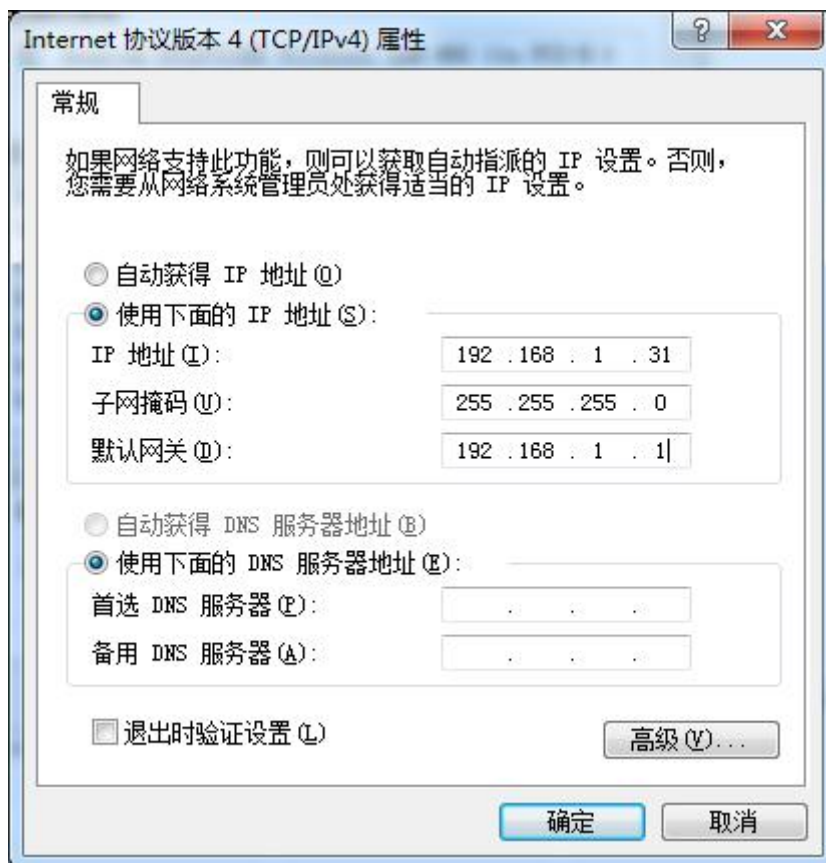 Internet 协议版本 4 (TCP/IPv4) 属性
常规
如果网络支持此功能，则可以获取自动指派的 IP 设置。否则，
您需要从网络系统管理员处获得适当的 IP 设置。
自动获得 IP 地址(O)
使用下面的 IP 地址(S):
IP 地址(I): 192 . 168 . 1 . 31
子网掩码(U): 255 . 255 . 255 . 0
默认网关(D): 192 . 168 . 1 . 1
自动获得 DNS 服务器地址(B)
使用下面的 DNS 服务器地址(E):
首选 DNS 服务器(P): . . .
备用 DNS 服务器(A): . . .
退出时验证设置(L)
高级(V)...
确定 取消